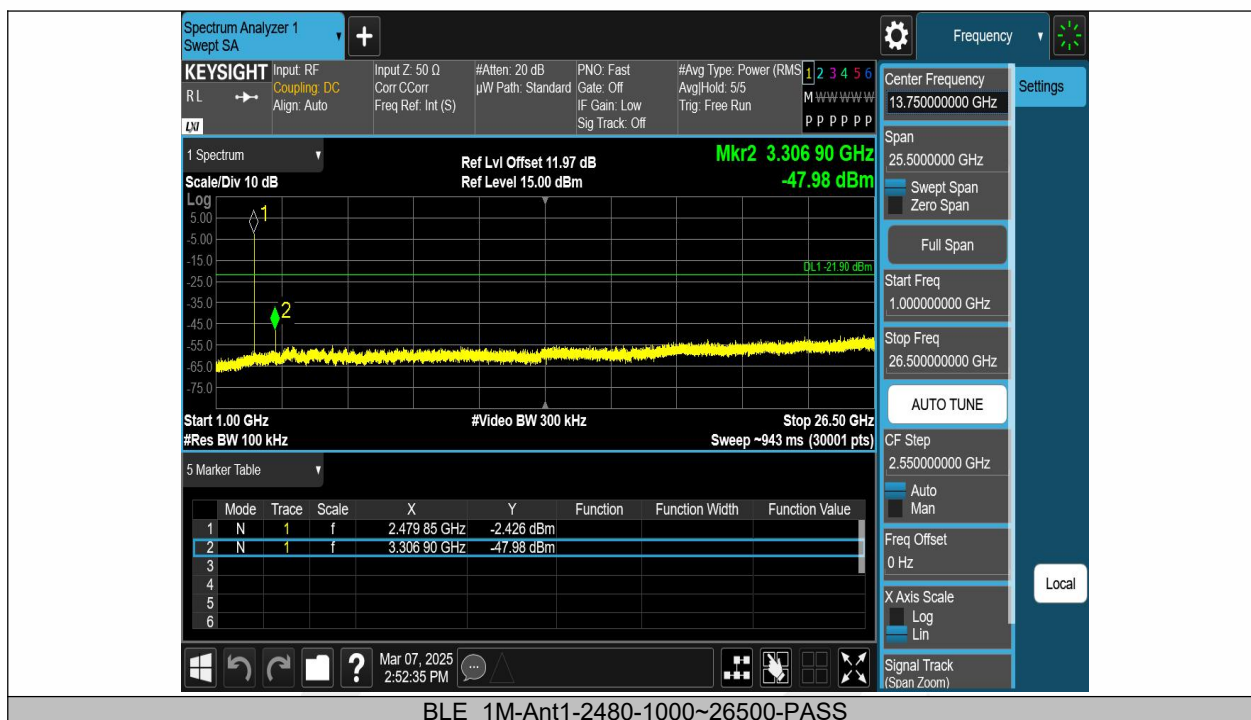 Spectrum Analyzer 1
Swept SA
+
Frequency
KEYSIGHT
RL
LXI
Input: RF
Coupling: DC
Align: Auto
Input Z: 50 Ω
Corr CCorr
Freq Ref: Int (S)
#Atten: 20 dB
µW Path: Standard
PNO: Fast
Gate: Off
IF Gain: Low
Sig Track: Off
#Avg Type: Power (RMS
Avg|Hold: 5/5
Trig: Free Run
1 2 3 4 5 6
M W W W W W
P P P P P P
1 Spectrum
Scale/Div 10 dB
Ref Lvl Offset 11.97 dB
Ref Level 15.00 dBm
Mkr2 3.306 90 GHz
-47.98 dBm
Log
5.00
-5.00
-15.0
-25.0
-35.0
-45.0
-55.0
-65.0
-75.0
1
2
DL1 -21.90 dBm
Start 1.00 GHz
#Video BW 300 kHz
Stop 26.50 GHz
#Res BW 100 kHz
Sweep ~943 ms (30001 pts)
5 Marker Table
Mode Trace Scale X Y Function Function Width Function Value
1 N 1 f 2.479 85 GHz -2.426 dBm
2 N 1 f 3.306 90 GHz -47.98 dBm
3
4
5
6
?
Mar 07, 2025
2:52:35 PM
Center Frequency
13.750000000 GHz
Settings
Span
25.5000000 GHz
Swept Span
Zero Span
Full Span
Start Freq
1.000000000 GHz
Stop Freq
26.500000000 GHz
AUTO TUNE
CF Step
2.550000000 GHz
Auto
Man
Freq Offset
0 Hz
X Axis Scale
Log
Lin
Signal Track
(Span Zoom)
Local
BLE_1M-Ant1-2480-1000~26500-PASS